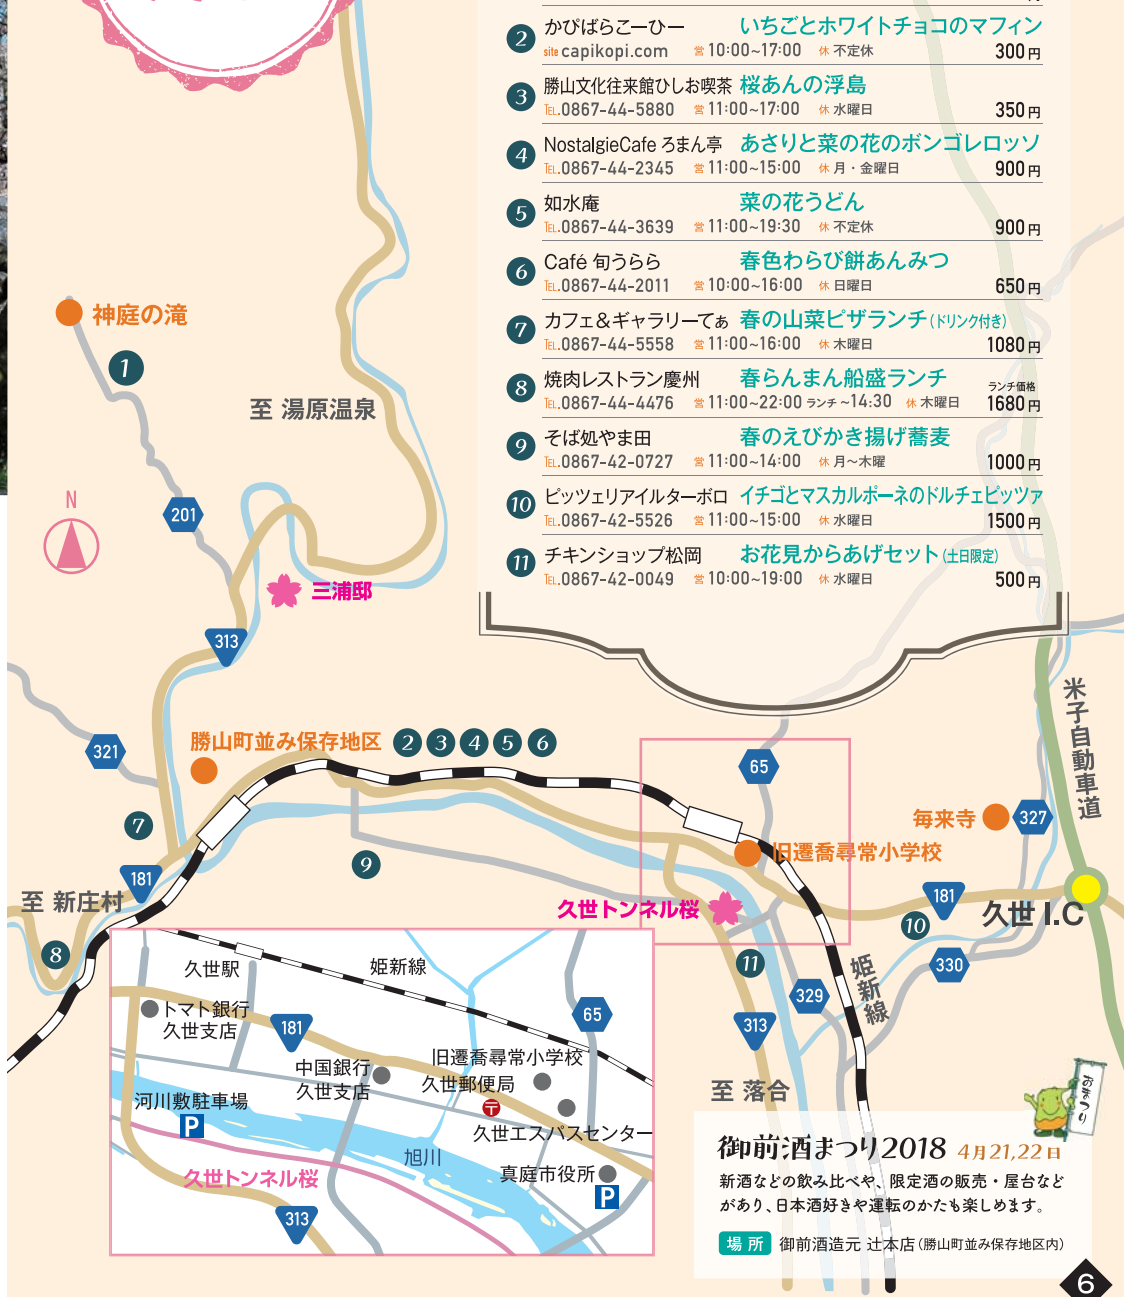 2 かぴばらこーひー いちごとホワイトチョコのマフィン
site capikopi.com 営 10:00~17:00 休 不定休 300円
3 勝山文化往来館ひしお喫茶 桜あんの浮島
TEL.0867-44-5880 営 11:00~17:00 休 水曜日 350円
4 NostalgieCafe ろまん亭 あさりと菜の花のボンゴレロッソ
TEL.0867-44-2345 営 11:00~15:00 休 月・金曜日 900円
5 如水庵 菜の花うどん
TEL.0867-44-3639 営 11:00~19:30 休 不定休 900円
6 Café 旬うらら 春色わらび餅あんみつ
TEL.0867-44-2011 営 10:00~16:00 休 日曜日 650円
7 カフェ＆ギャラリーてぁ 春の山菜ピザランチ（ドリンク付き）
TEL.0867-44-5558 営 11:00~16:00 休 木曜日 1080円
8 焼肉レストラン慶州 春らんまん船盛ランチ
TEL.0867-44-4476 営 11:00~22:00 ランチ ~14:30 休 木曜日 ランチ価格 1680円
9 そば処やま田 春のえびかき揚げ蕎麦
TEL.0867-42-0727 営 11:00~14:00 休 月〜木曜 1000円
10 ピッツェリアイルターボロ イチゴとマスカルポーネのドルチェピッツァ
TEL.0867-42-5526 営 11:00~15:00 休 水曜日 1500円
11 チキンショップ松岡 お花見からあげセット（土日限定）
TEL.0867-42-0049 営 10:00~19:00 休 水曜日 500円
神庭の滝
1
至 湯原温泉
N
201
三浦邸
313
321
勝山町並み保存地区 2 3 4 5 6
米子自動車道
65
7
9
毎来寺 327
旧遷喬尋常小学校
181
至 新庄村
久世トンネル桜
181
久世 I.C
10
8
11
330
329
姫新線
313
至 落合
久世駅
姫新線
トマト銀行
久世支店
181
65
中国銀行
久世支店
旧遷喬尋常小学校
久世郵便局
〒
河川敷駐車場
P
久世エスパスセンター
旭川
久世トンネル桜
真庭市役所
P
313
おまつり
御前酒まつり2018 4月21,22日
新酒などの飲み比べや、限定酒の販売・屋台など
があり、日本酒好きや運転のかたも楽しめます。
場所 御前酒造元 辻本店（勝山町並み保存地区内）
6